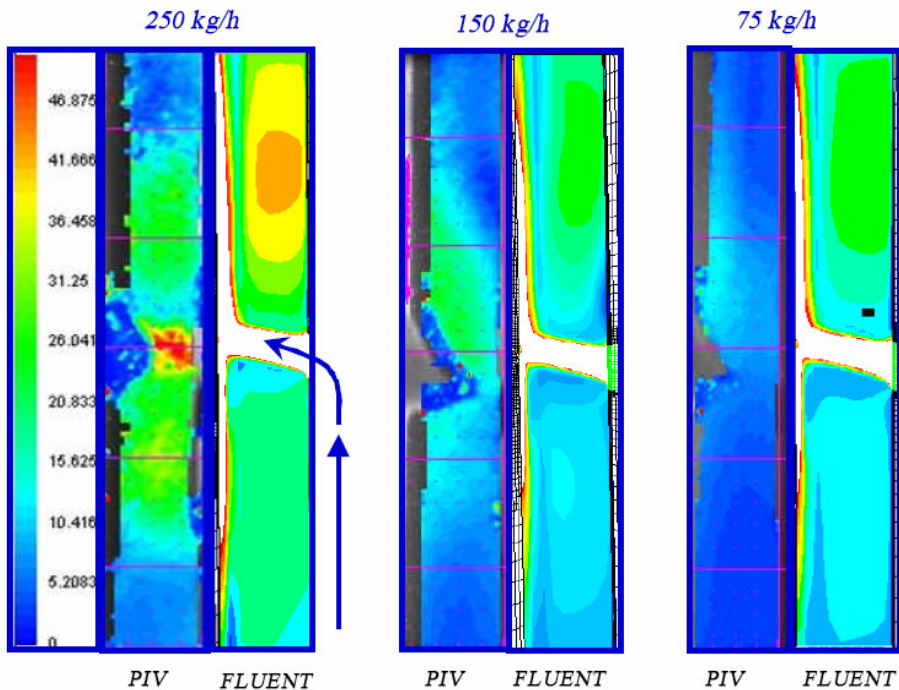 250 kg/h
150 kg/h
75 kg/h
46.875
41.666
36.458
31.25
26.041
20.833
15.625
10.416
5.2083
0
PIV FLUENT
PIV FLUENT
PIV FLUENT